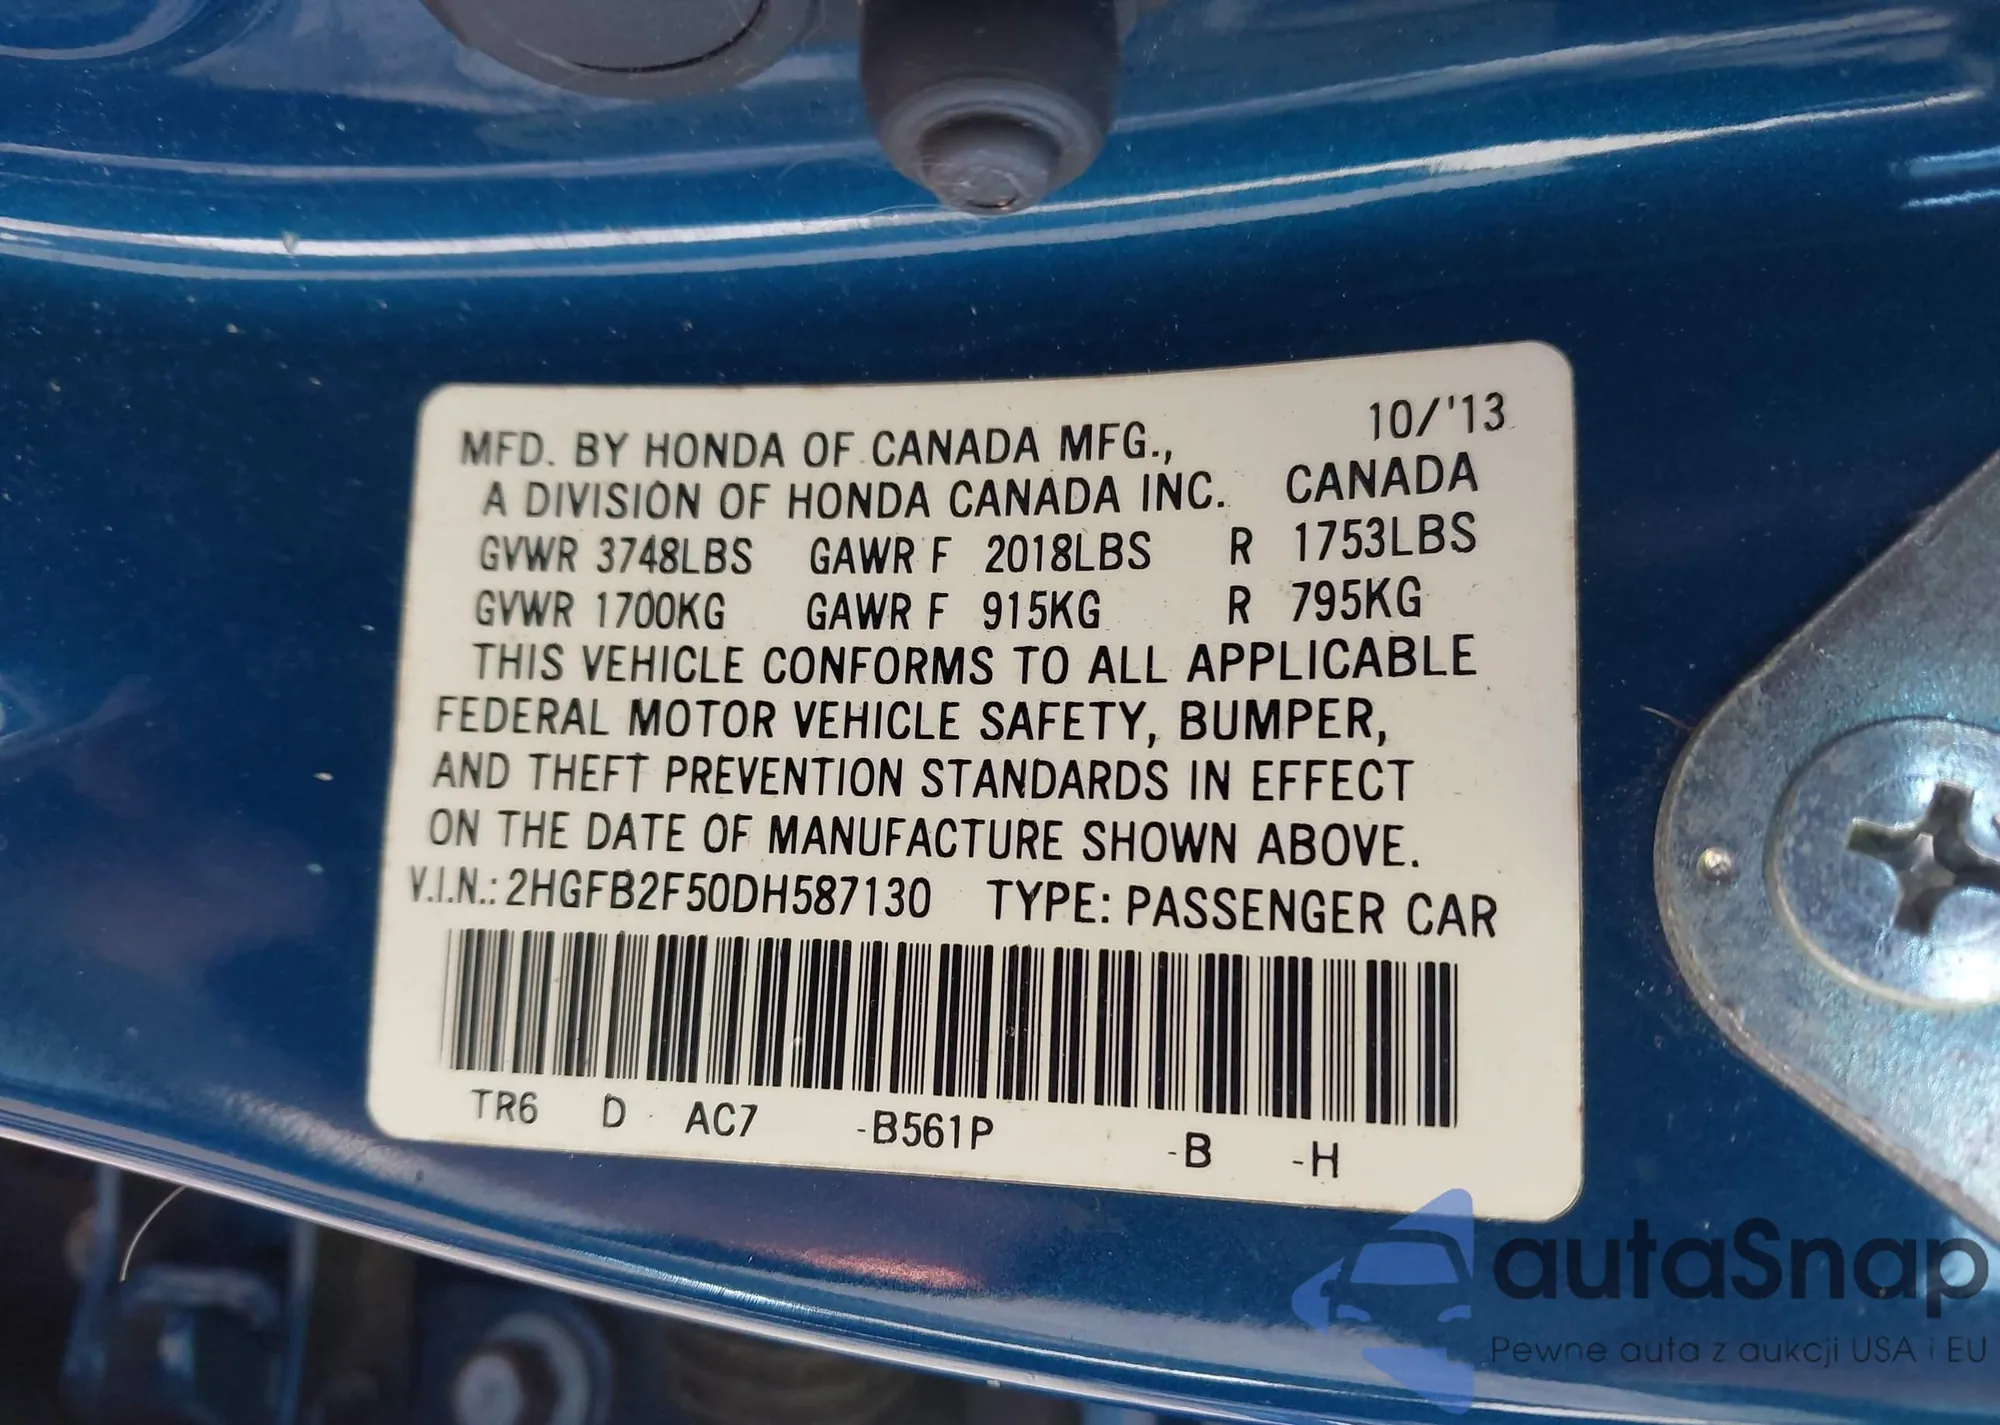 MFD. BY HONDA OF CANADA MFG., 10/'13
A DIVISION OF HONDA CANADA INC. CANADA
GVWR 3748LBS GAWR F 2018LBS R 1753LBS
GVWR 1700KG GAWR F 915KG R 795KG
THIS VEHICLE CONFORMS TO ALL APPLICABLE
FEDERAL MOTOR VEHICLE SAFETY, BUMPER,
AND THEFT PREVENTION STANDARDS IN EFFECT
ON THE DATE OF MANUFACTURE SHOWN ABOVE.
V.I.N.: 2HGFB2F50DH587130 TYPE: PASSENGER CAR
TR6 D AC7 -B561P -B -H
autaSnap
Pewne auta z aukcji USA i EU